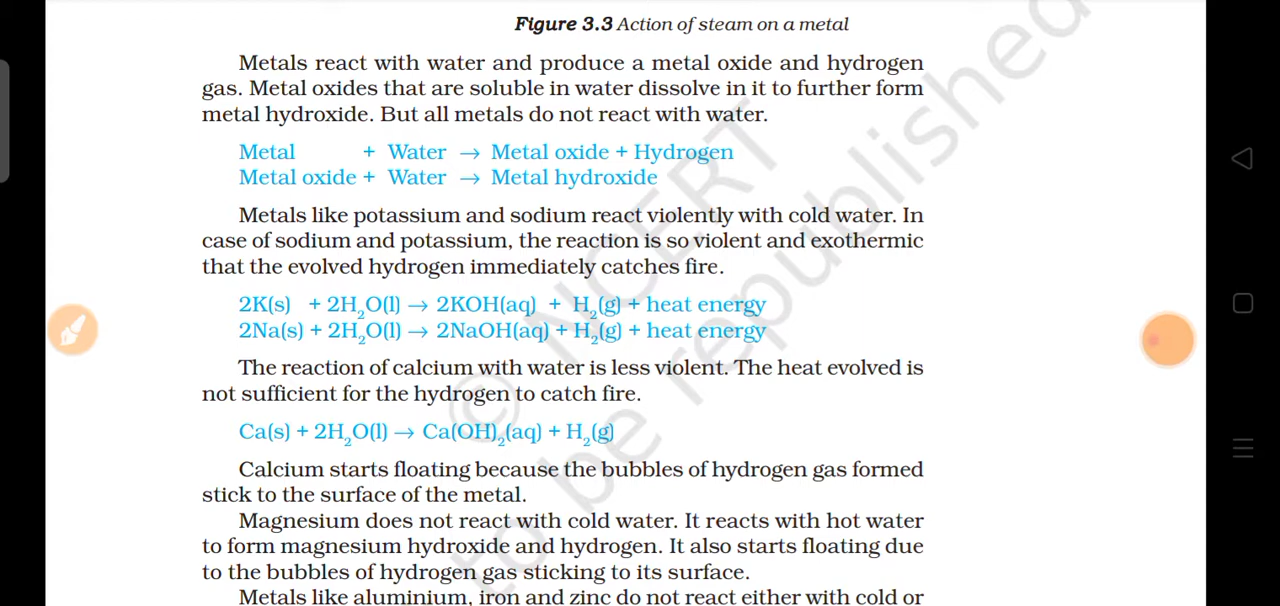 Figure 3.3 Action of steam on a metal
Metals react with water and produce a metal oxide and hydrogen
gas. Metal oxides that are soluble in water dissolve in it to further form
metal hydroxide. But all metals do not react with water.
Metal + Water → Metal oxide + Hydrogen
Metal oxide + Water → Metal hydroxide
Metals like potassium and sodium react violently with cold water. In
case of sodium and potassium, the reaction is so violent and exothermic
that the evolved hydrogen immediately catches fire.
2K(s) + 2H₂O(l) → 2KOH(aq) + H₂(g) + heat energy
2Na(s) + 2H₂O(l) → 2NaOH(aq) + H₂(g) + heat energy
The reaction of calcium with water is less violent. The heat evolved is
not sufficient for the hydrogen to catch fire.
Ca(s) + 2H₂O(l) → Ca(OH)₂(aq) + H₂(g)
Calcium starts floating because the bubbles of hydrogen gas formed
stick to the surface of the metal.
Magnesium does not react with cold water. It reacts with hot water
to form magnesium hydroxide and hydrogen. It also starts floating due
to the bubbles of hydrogen gas sticking to its surface.
Metals like aluminium, iron and zinc do not react either with cold or
© NCERT
to be republished